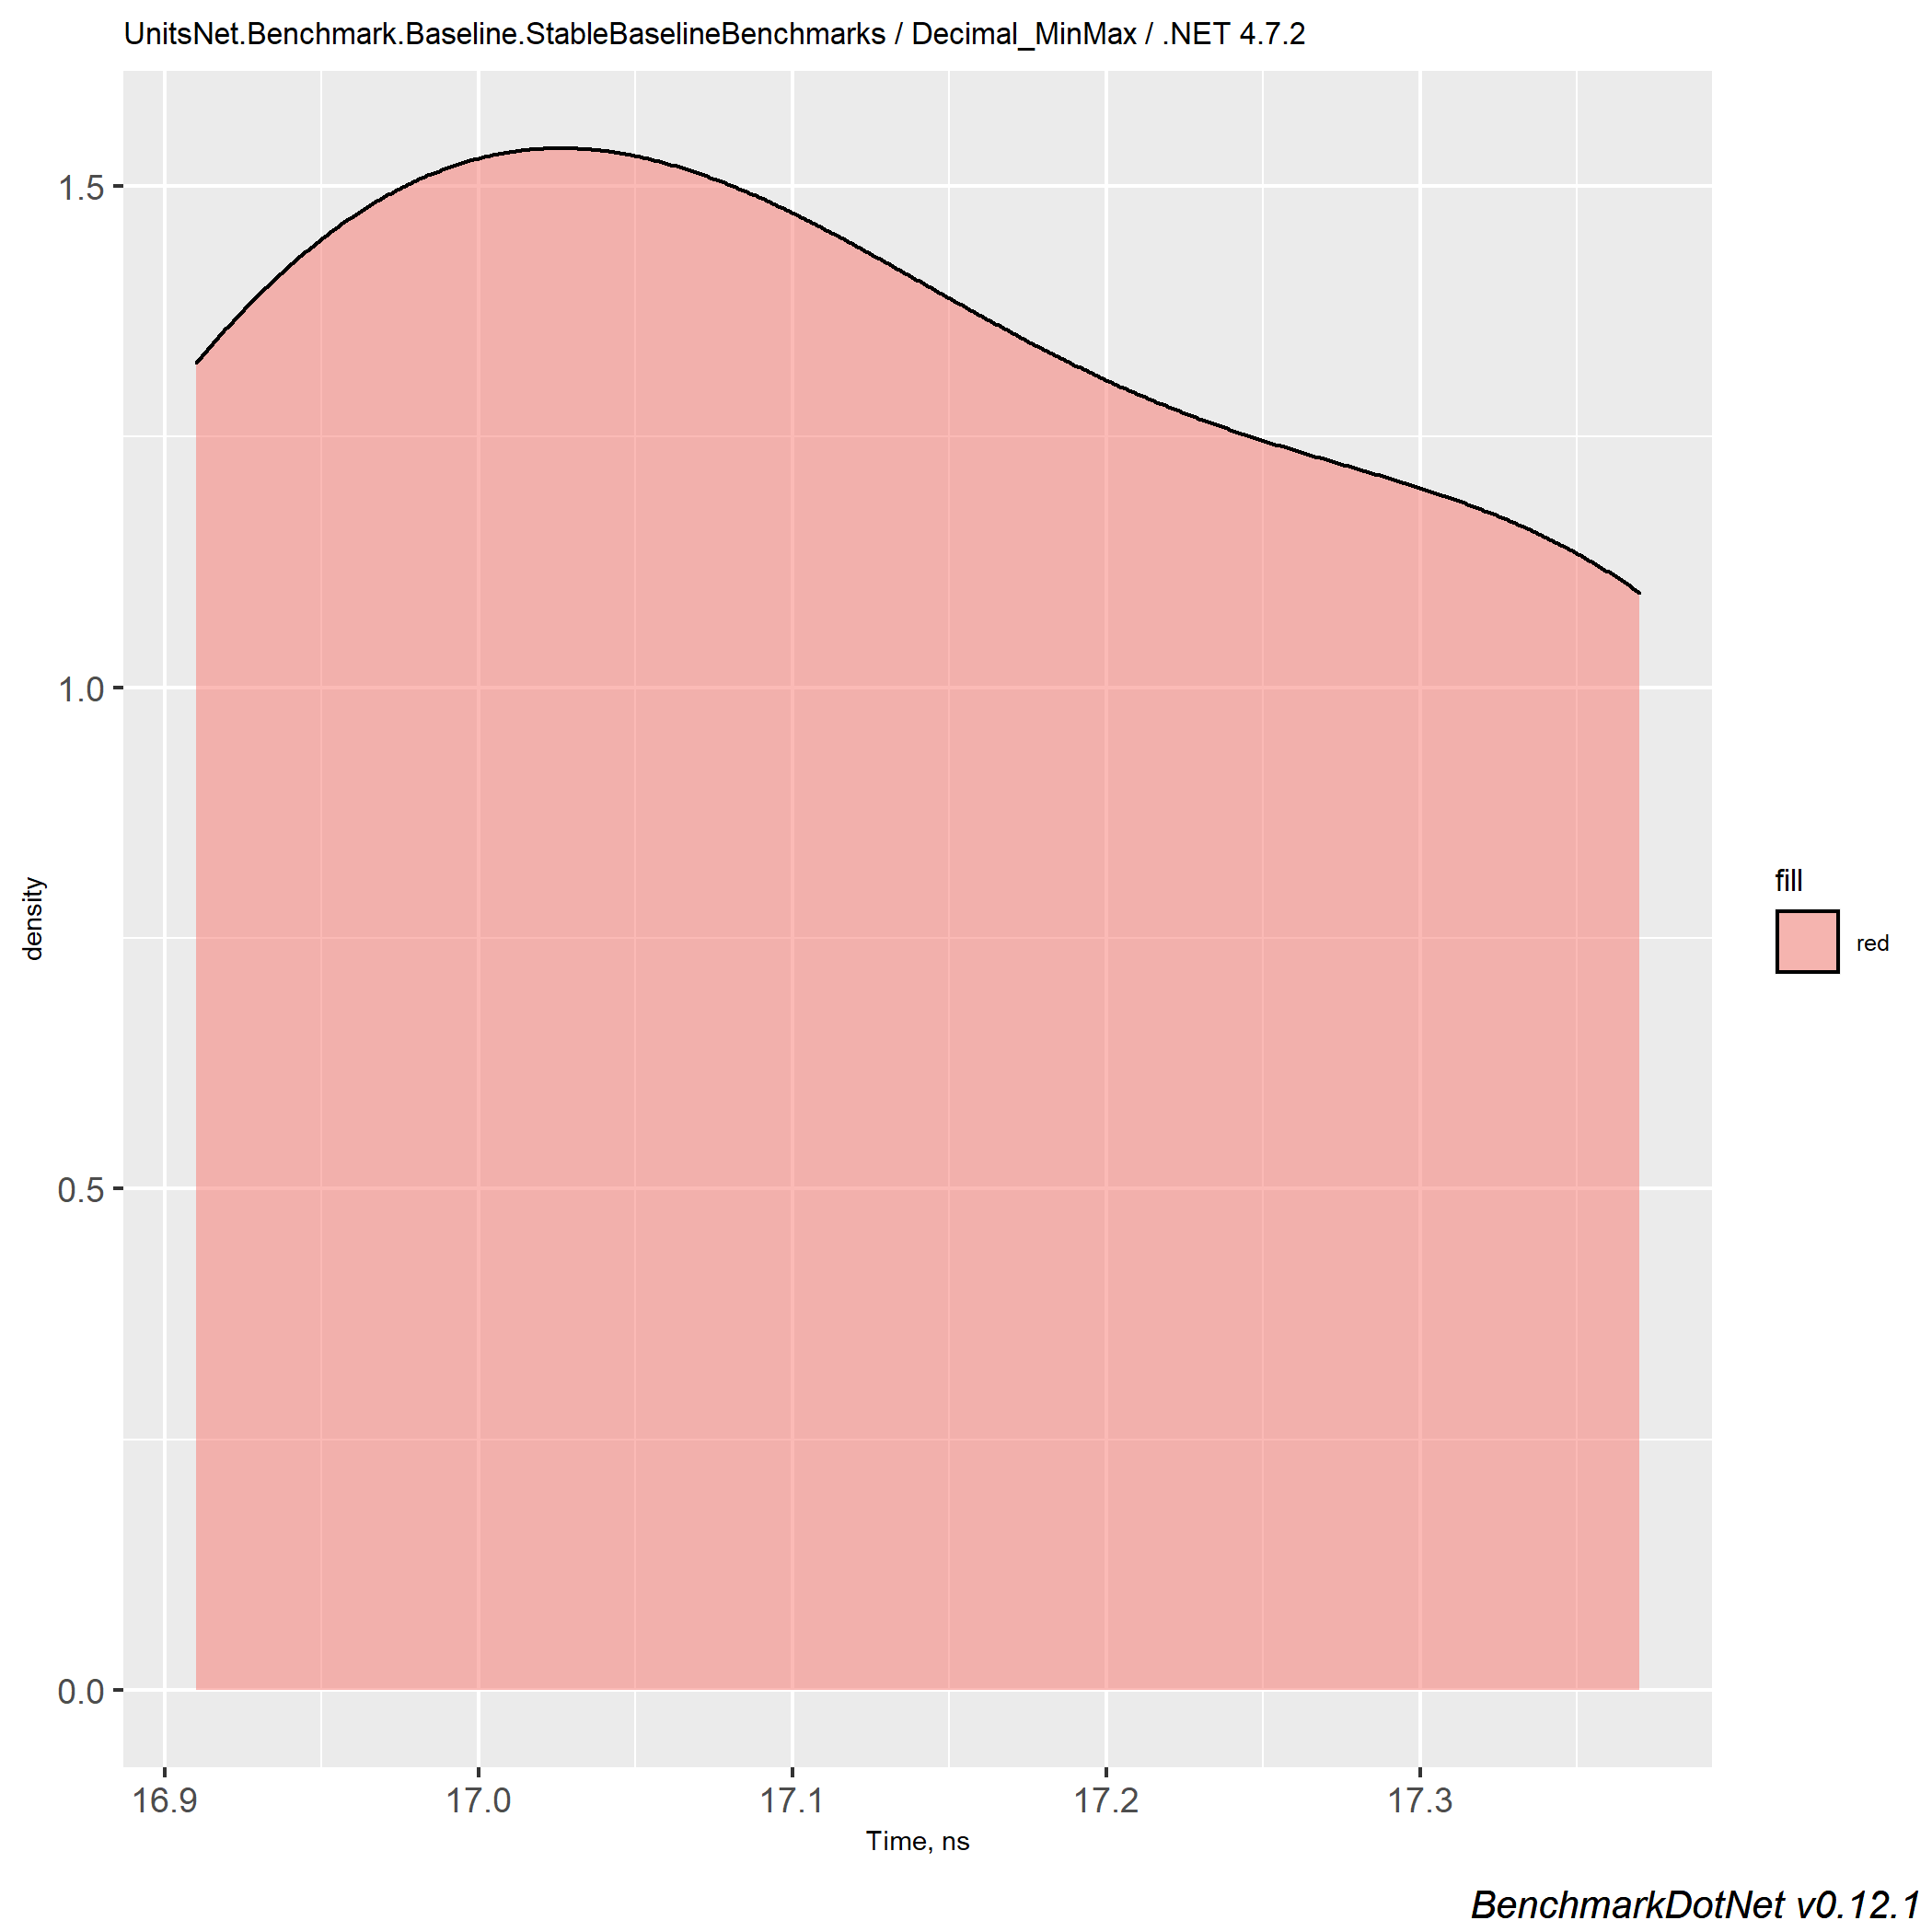 UnitsNet.Benchmark.Baseline.StableBaselineBenchmarks / Decimal_MinMax / .NET 4.7.2
1.5
1.0
0.5
0.0
density
16.9 17.0 17.1 17.2 17.3
Time, ns
fill
red
BenchmarkDotNet v0.12.1